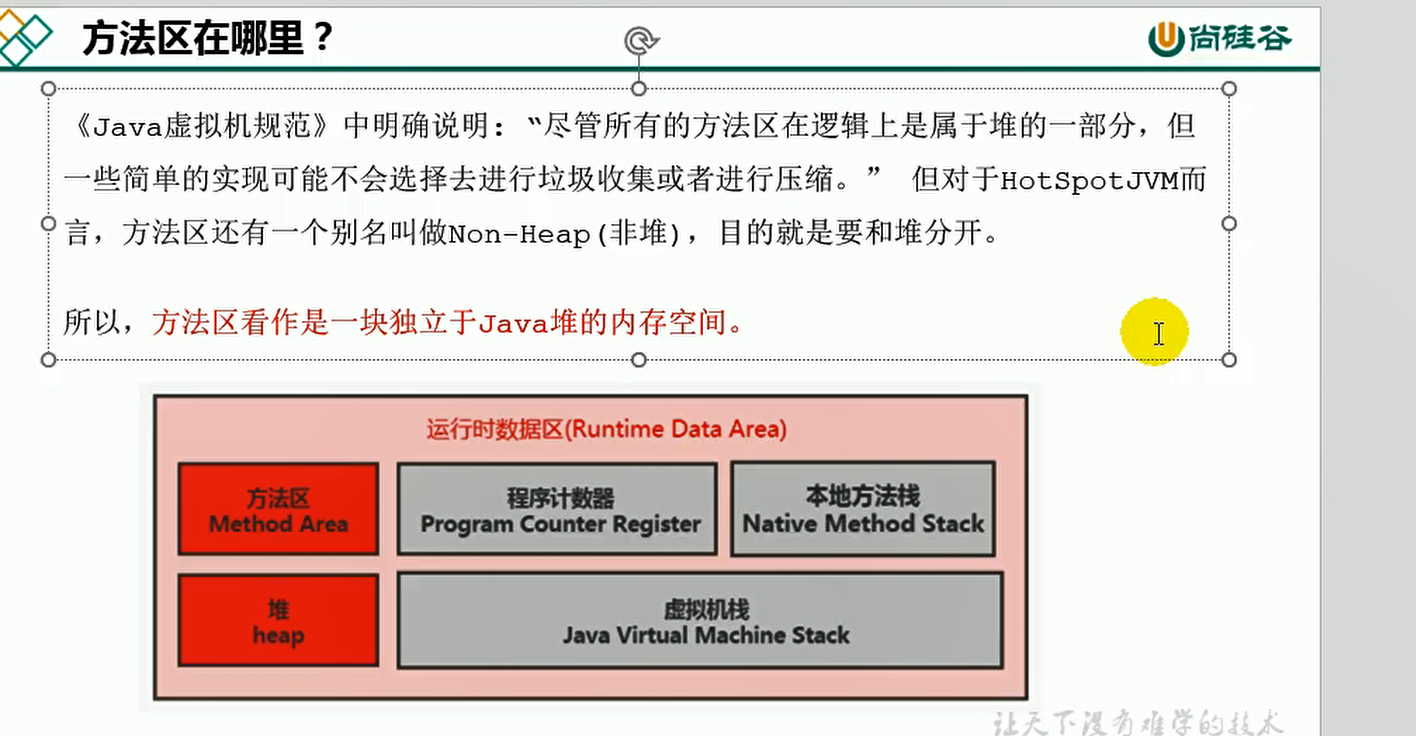 方法区在哪里？
尚硅谷
《Java虚拟机规范》中明确说明：“尽管所有的方法区在逻辑上是属于堆的一部分，但
一些简单的实现可能不会选择去进行垃圾收集或者进行压缩。” 但对于HotSpotJVM而
言，方法区还有一个别名叫做Non-Heap(非堆)，目的就是要和堆分开。
所以，方法区看作是一块独立于Java堆的内存空间。
运行时数据区(Runtime Data Area)
方法区
Method Area
程序计数器
Program Counter Register
本地方法栈
Native Method Stack
堆
heap
虚拟机栈
Java Virtual Machine Stack
让天下没有难学的技术